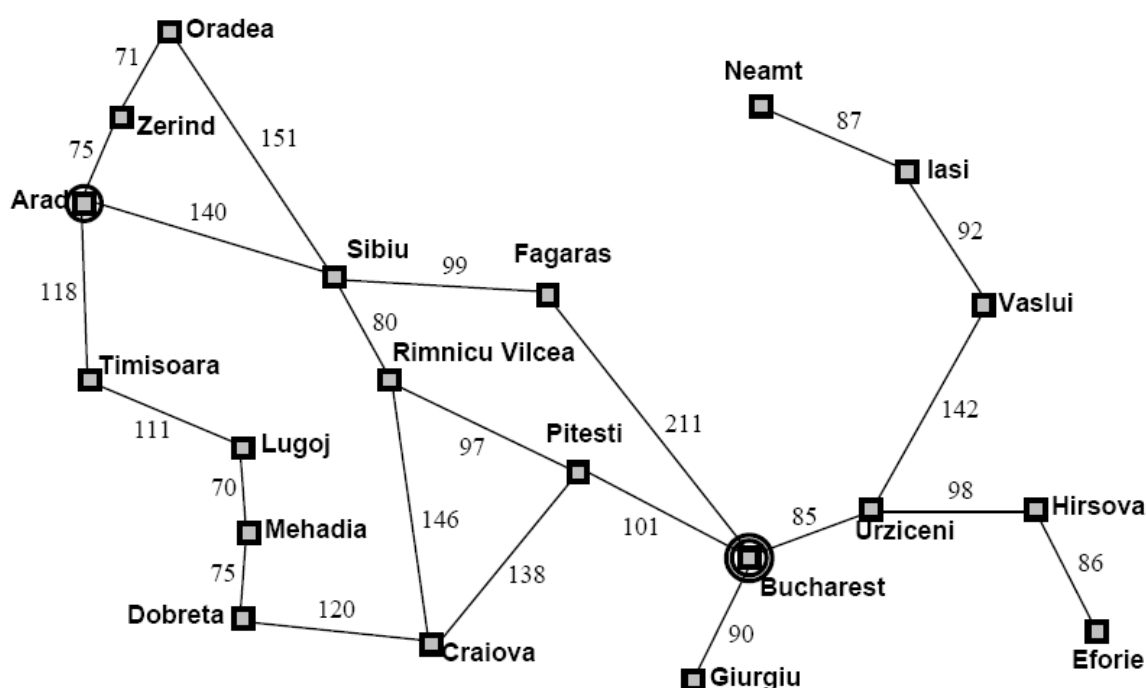 Oradea
71
Neamt
87
Zerind
151
75
Iasi
Arad
140
92
Sibiu
99
Fagaras
118
Vaslui
80
Timisoara
Rimnicu Vilcea
142
111
Lugoj
97
Pitesti
211
70
98
Hirsova
Mehadia
146
101
85
Urziceni
75
138
86
Bucharest
Dobreta
120
90
Craiova
Eforie
Giurgiu